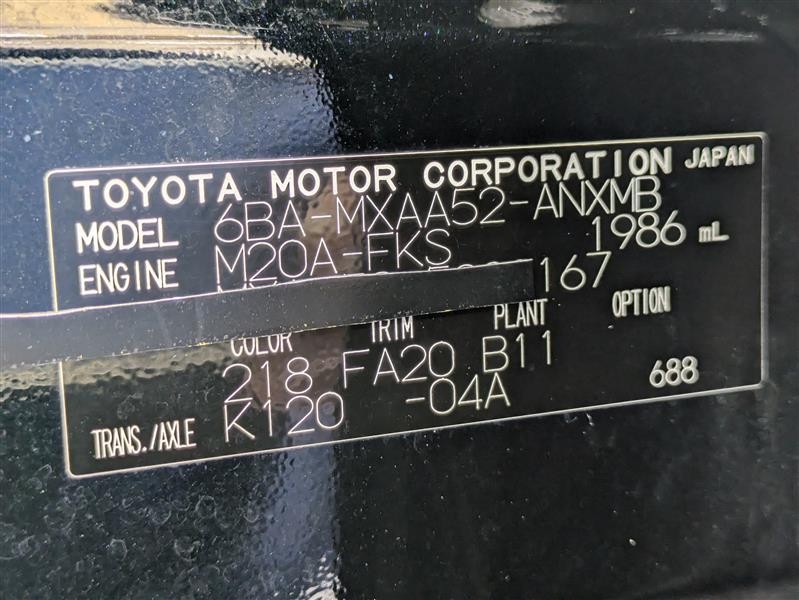 TOYOTA MOTOR CORPORATION JAPAN
MODEL 6BA-MXAA52-ANXMB
ENGINE M20A-FKS 1986 mL
167
COLOR TRIM PLANT OPTION
218 FA20 B11
TRANS./AXLE K120 -04A 688